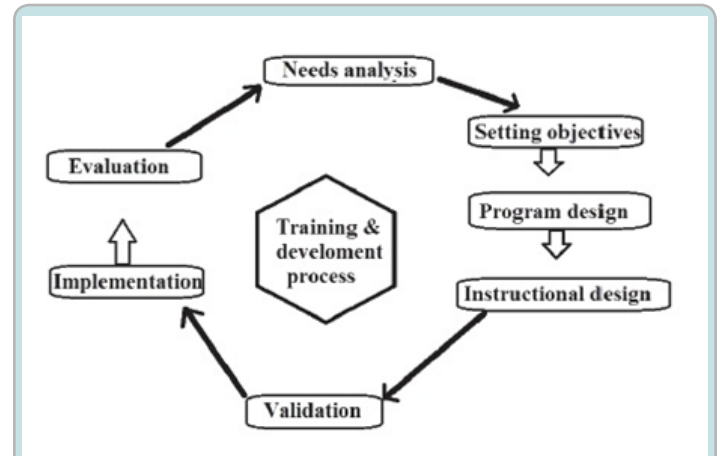 Needs analysis
Setting objectives
Program design
Instructional design
Validation
Implementation
Evaluation
Training &
develoment
process